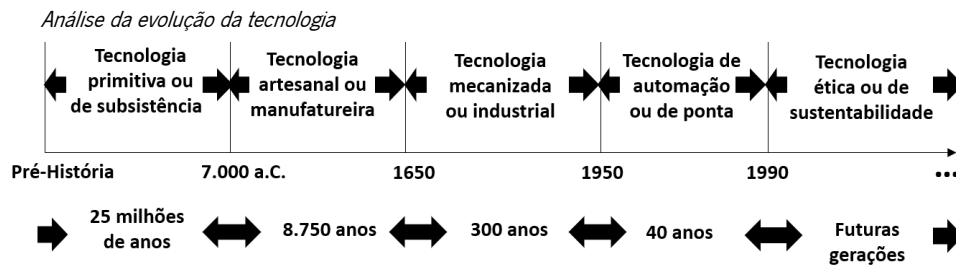 Análise da evolução da tecnologia
Tecnologia
primitiva ou
de subsistência
Tecnologia
artesanal ou
manufatureira
Tecnologia
mecanizada
ou industrial
Tecnologia de
automação
ou de ponta
Tecnologia
ética ou de
sustentabilidade
Pré-História
7.000 a.C.
1650
1950
1990
...
25 milhões
de anos
8.750 anos
300 anos
40 anos
Futuras
gerações